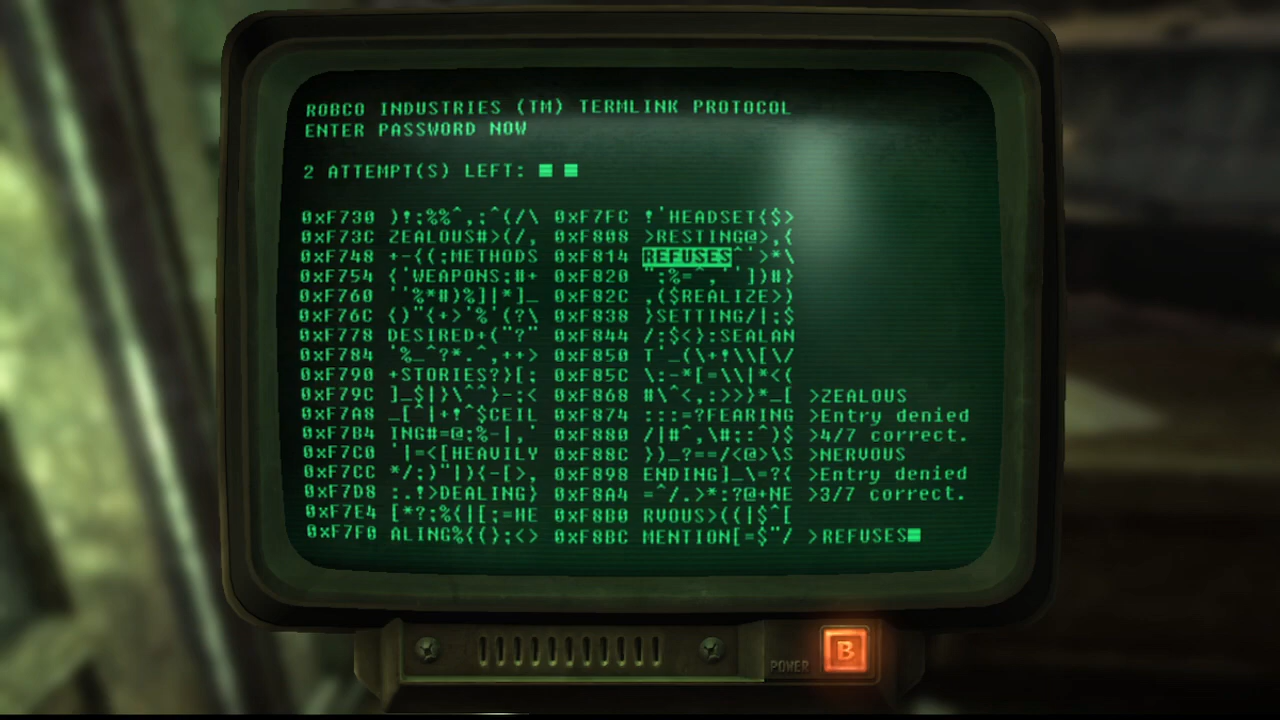 ROBCO INDUSTRIES (TM) TERMLINK PROTOCOL
ENTER PASSWORD NOW
2 ATTEMPT(S) LEFT: ■ ■
0xF730 )!;%%^,:^(/\ 0xF7FC !'HEADSET{$>
0xF73C ZEALOUS#>(/, 0xF808 >RESTING@>,{
0xF748 +-{(;METHODS 0xF814 REFUSES^'>*\
0xF754 {'WEAPONS;#+ 0xF820 ";%=^,"'])#}
0xF760 ''%*#)%]|*]_ 0xF82C ,($REALIZE>)
0xF76C {)"{+>'%'(?\ 0xF838 }SETTING/|;$
0xF778 DESIRED+("?" 0xF844 /:$<}:SEALAN
0xF784 '%_^?*.^,++> 0xF850 T'_(\+!\\[\/
0xF790 +STORIES?}[; 0xF85C \:-*[=\\|*<{
0xF79C ]_$|}\^^}-;< 0xF868 #\^<,:>>}*_[ >ZEALOUS
0xF7A8 _[^|+!^$CEIL 0xF874 :::=?FEARING >Entry denied
0xF7B4 ING#=@;%-|,' 0xF880 /|#^,\#;:^)$ >4/7 correct.
0xF7C0 '|=<[HEAVILY 0xF88C })_?==/<@>\S >NERVOUS
0xF7CC */;)"|){-[>, 0xF898 ENDING]_\=?{ >Entry denied
0xF7D8 :.!>DEALING} 0xF8A4 =^/.>*:?@+NE >3/7 correct.
0xF7E4 [*?;%{|[;=HE 0xF8B0 RVOUS>((|$^[
0xF7F0 ALING%{(};<> 0xF8BC MENTION[=$"/ >REFUSES■
POWER
B